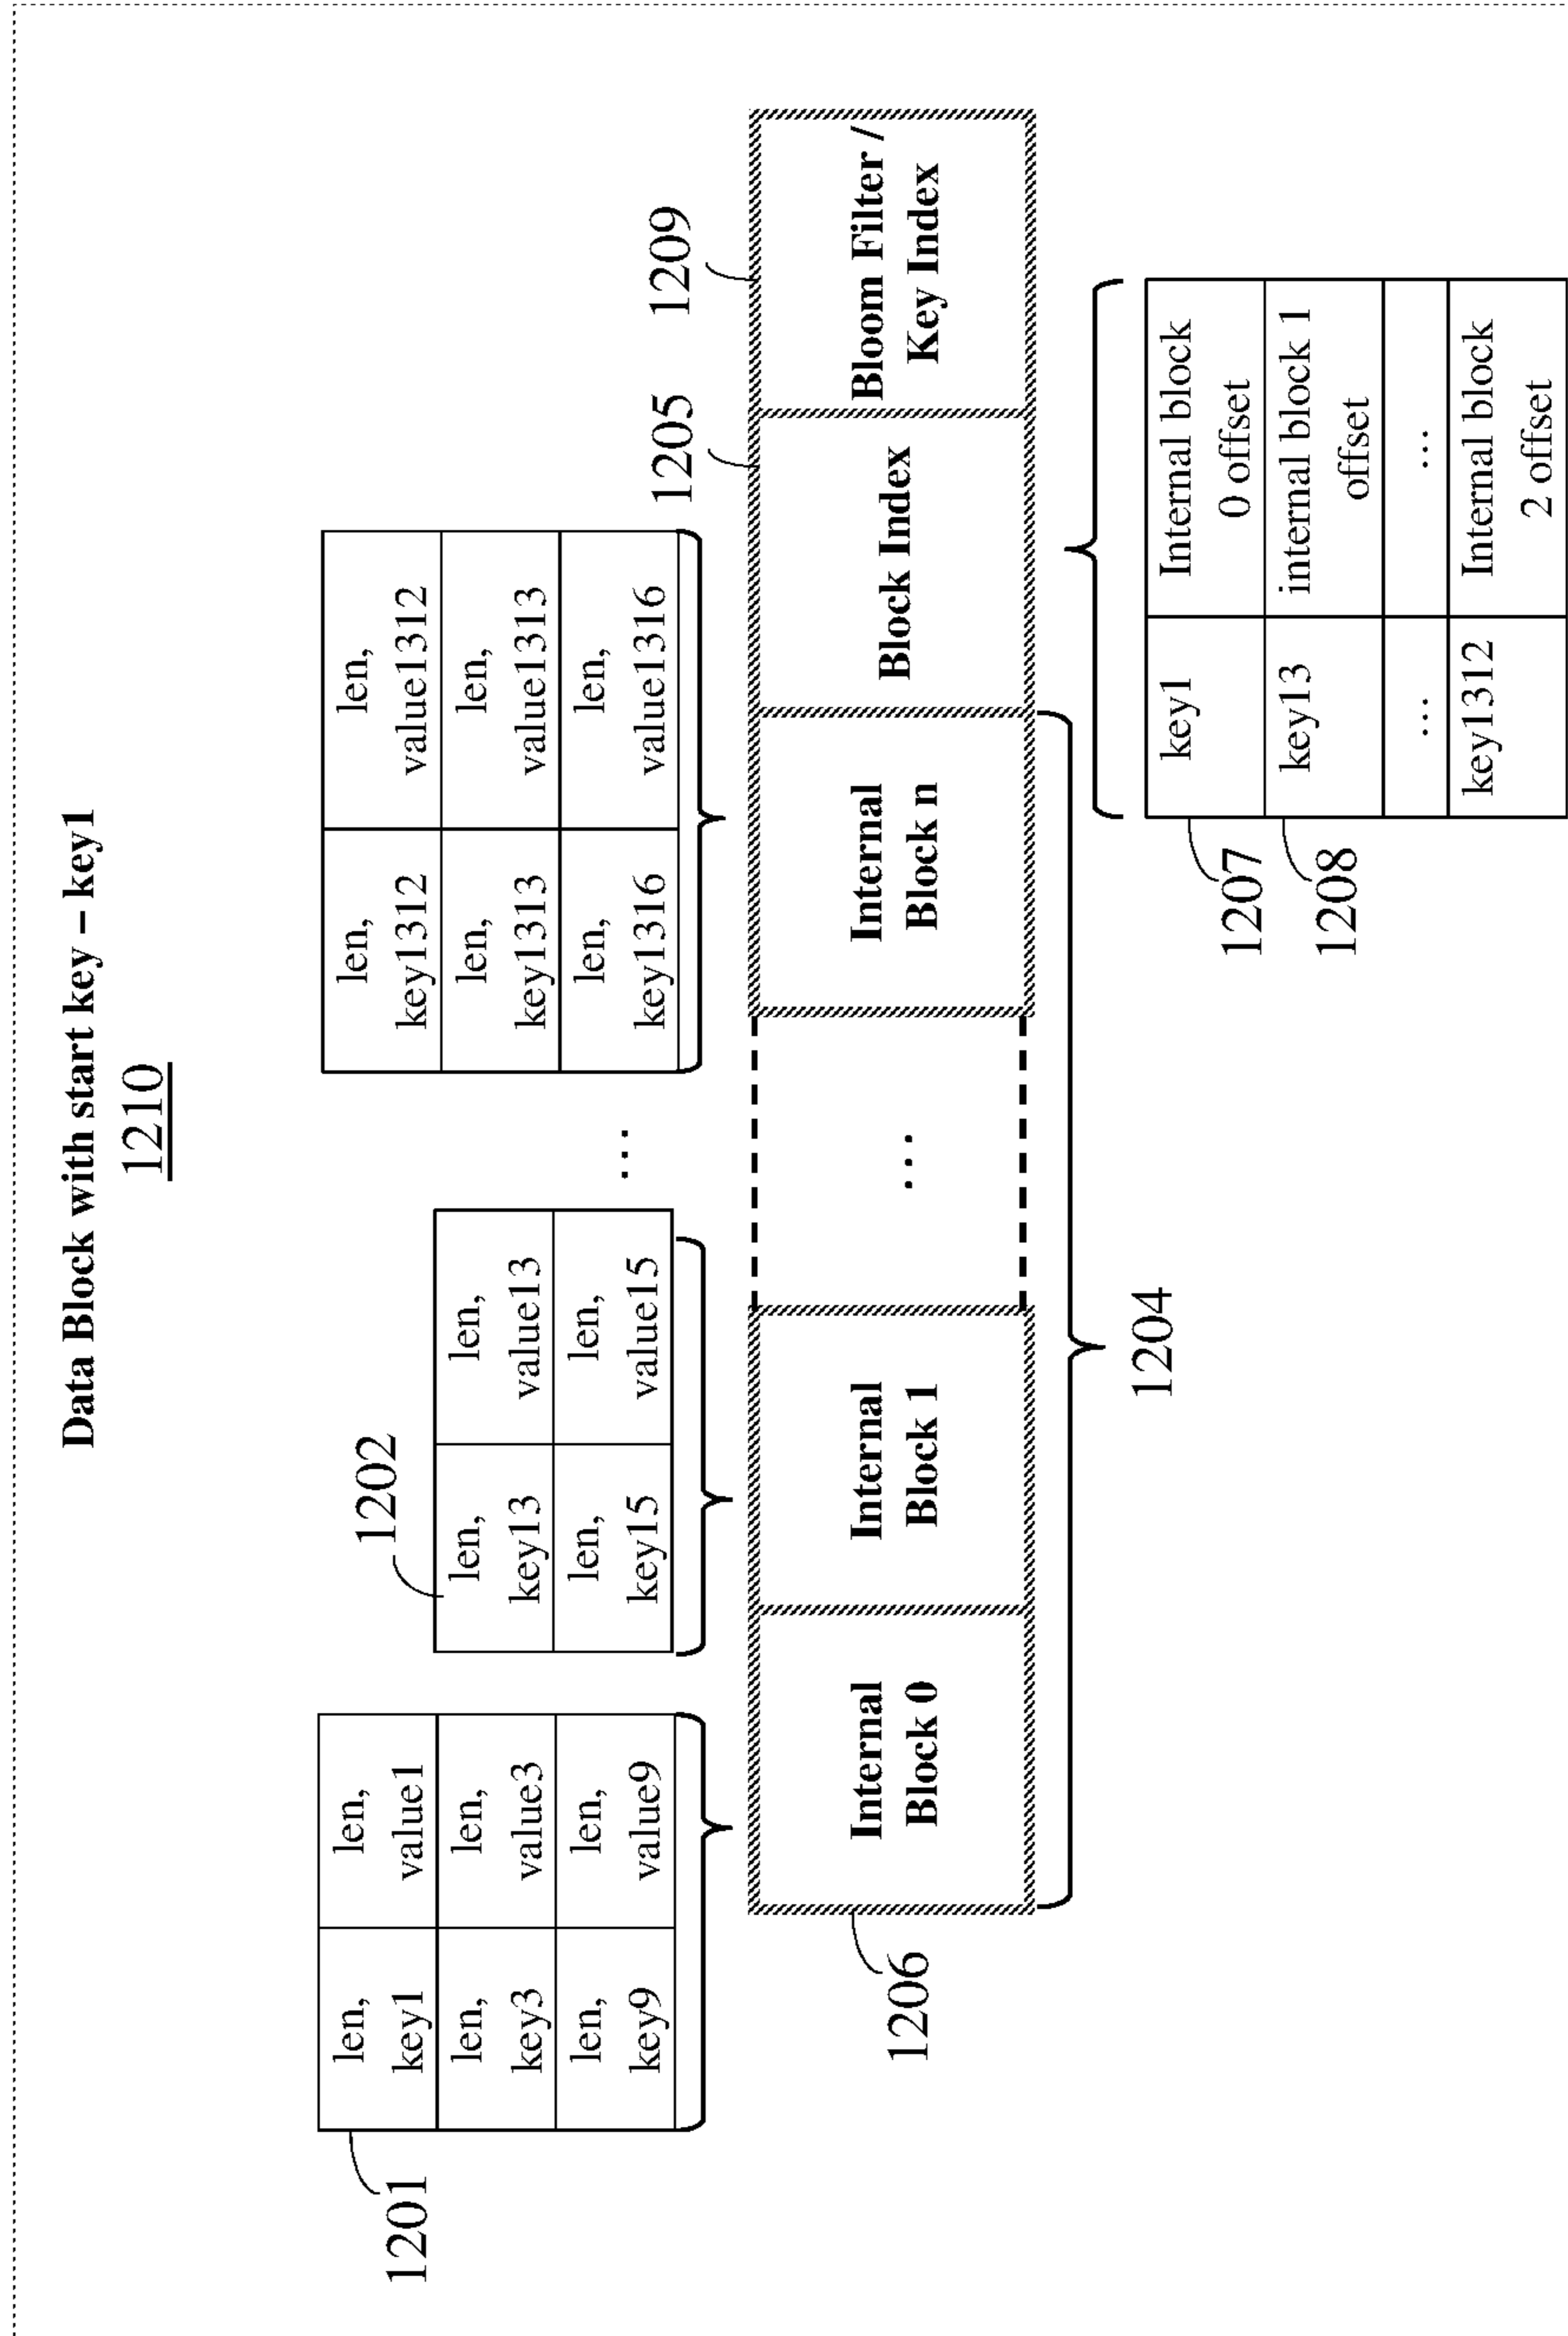 Data Block with start key – key1
1210
1201
len,
key1
len,
value1
len,
key3
len,
value3
len,
key9
len,
value9
1202
len,
key13
len,
value13
len,
key15
len,
value15
...
len,
key1312
len,
value1312
len,
key1313
len,
value1313
len,
key1316
len,
value1316
1205
1209
1206
Internal
Block 0
Internal
Block 1
...
Internal
Block n
Block Index
Bloom Filter /
Key Index
1204
1207
key1
Internal block
0 offset
1208
key13
internal block 1
offset
...
...
key1312
Internal block
2 offset